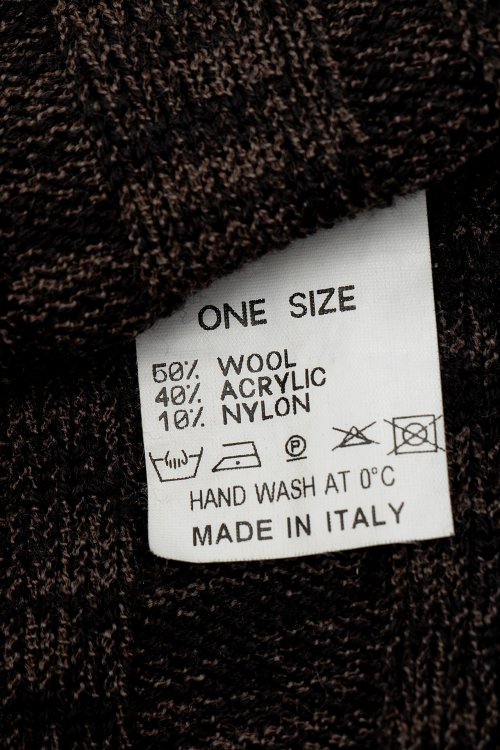 ONE SIZE
50% WOOL
40% ACRYLIC
10% NYLON
P
HAND WASH AT 0°C
MADE IN ITALY